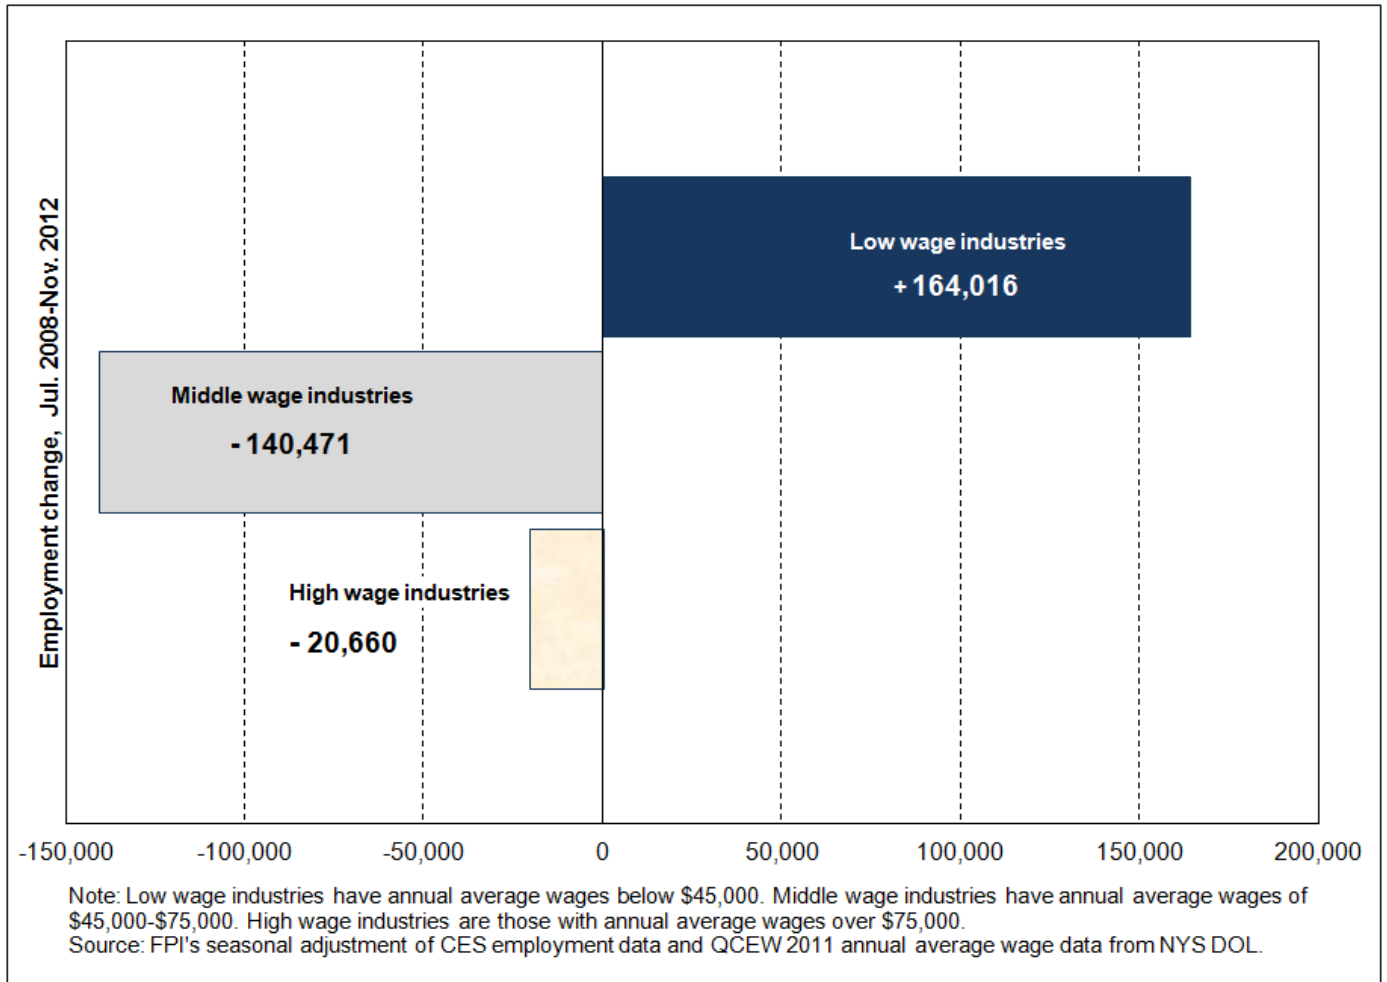 Employment change, Jul. 2008-Nov. 2012
Low wage industries
+ 164,016
Middle wage industries
- 140,471
High wage industries
- 20,660
-150,000 -100,000 -50,000 0 50,000 100,000 150,000 200,000
Note: Low wage industries have annual average wages below $45,000. Middle wage industries have annual average wages of
$45,000-$75,000. High wage industries are those with annual average wages over $75,000.
Source: FPI's seasonal adjustment of CES employment data and QCEW 2011 annual average wage data from NYS DOL.